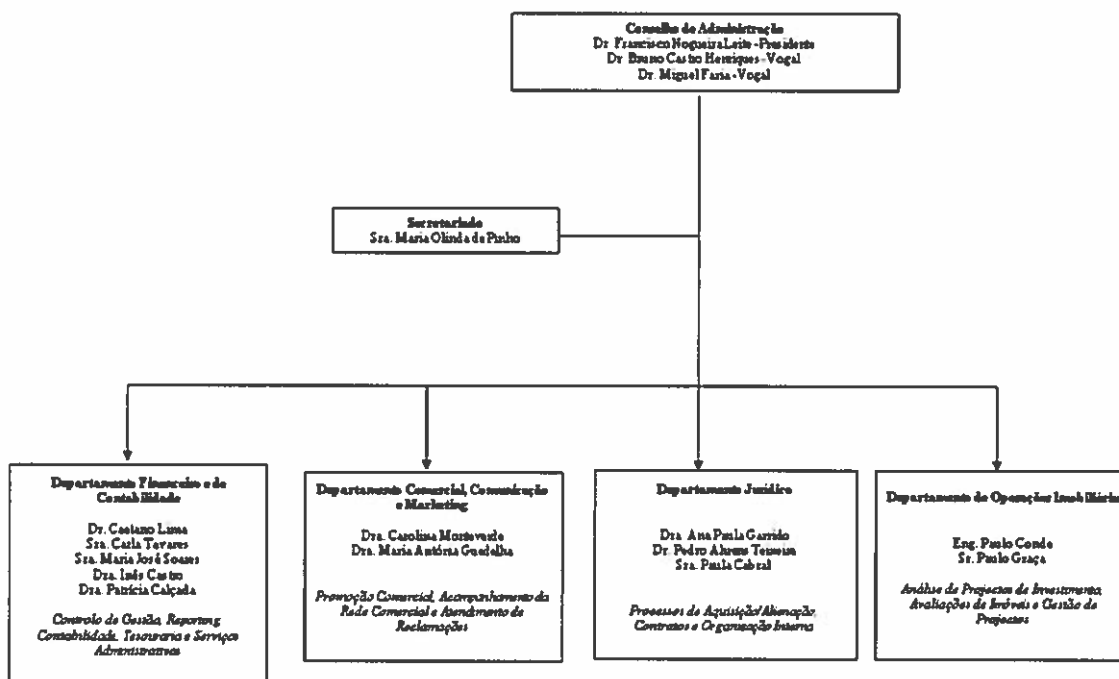 Conselho de Administração
Dr. Francisco Nogueira Leite - Presidente
Dr. Bruno Castro Henriques - Vogal
Dr. Miguel Faria - Vogal
Secretariado
Sra. Maria Olinda de Pinho
Departamento Financeiro e de
Contabilidade
Dr. Caetano
Sra. Carla Tavares
Sra. Maria José Soares
Dra. Inês Castro
Dra. Patrícia Calçada
Controlo de Gestão, Reporting
Contabilidade, Tesouraria e Serviços
Administrativos
Departamento Comercial, Comunicação
e Marketing
Dra. Carolina Monteverde
Dra. Maria Antónia Guedelha
Promoção Comercial, Acompanhamento da
Rede Comercial e Atendimento de
Reclamações
Departamento Jurídico
Dra. Ana Paula Garrido
Dr. Pedro Teixeira
Sra. Paula Cabral
Processos de Aquisição/Alienação,
Contratos e Organização Interna
Departamento de Operações Imobiliária
Eng. Paulo Conde
Sr. Paulo Graça
Análise de Projectos de Investimento,
Avaliações de Imóveis e Gestão de
Projectos